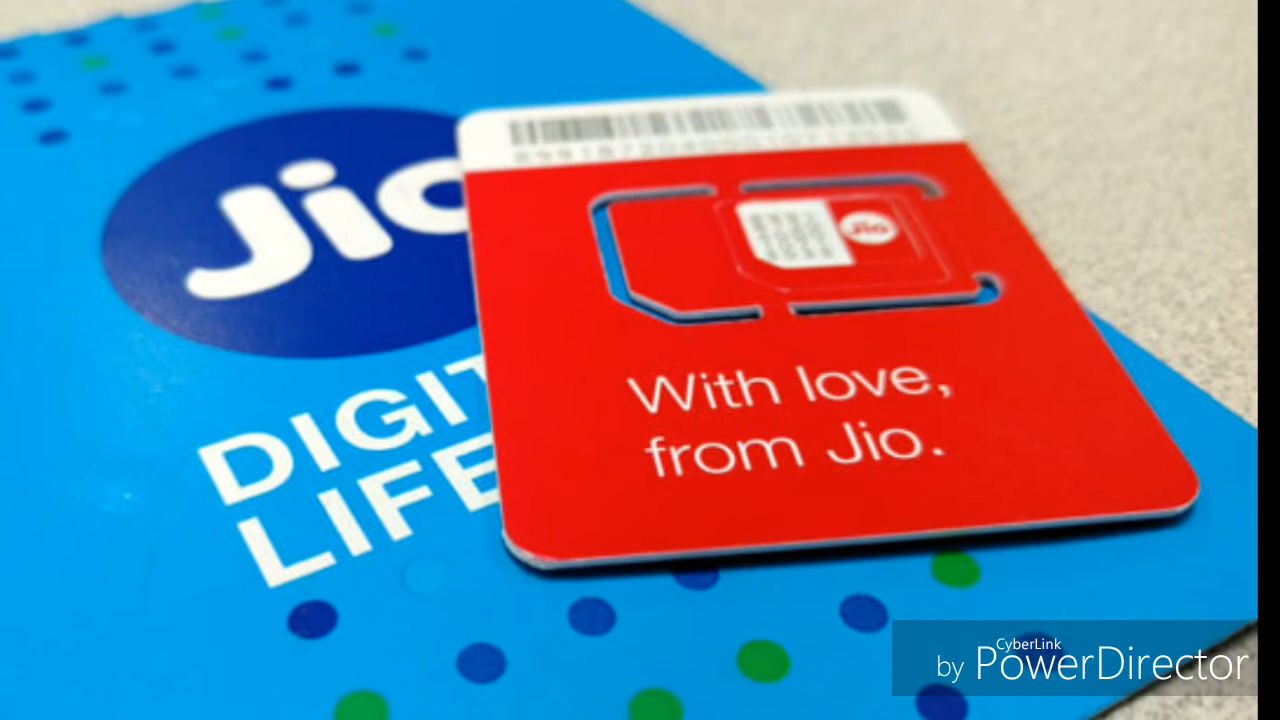 Jio
DIGIT
LIFE
Jio
With love,
from Jio.
CyberLink
by PowerDirector